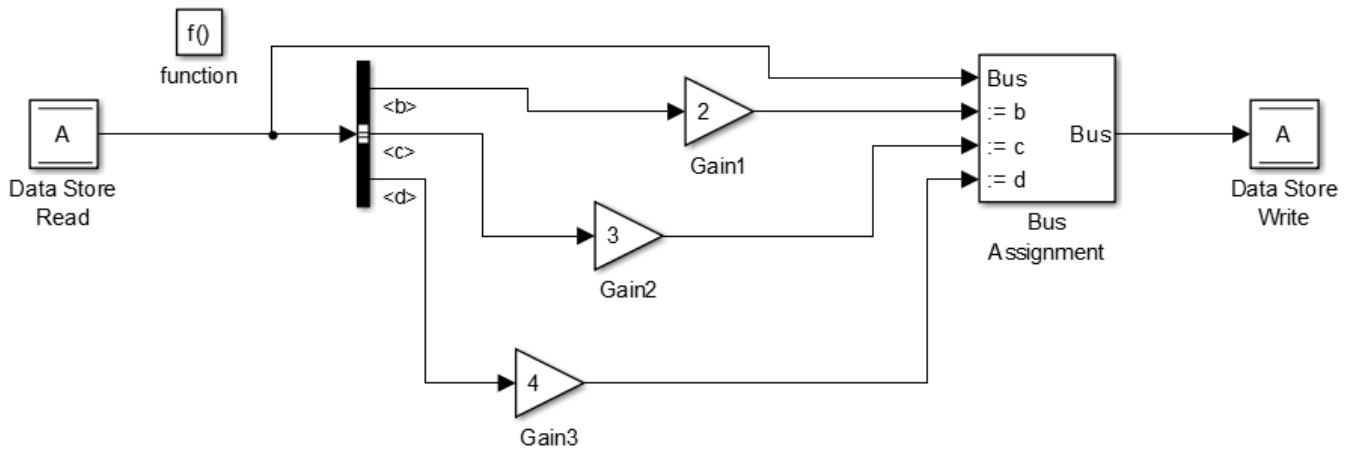 f()
function
A
Data Store
Read
<b>
<c>
<d>
2
Gain1
3
Gain2
4
Gain3
Bus
:= b
:= c
:= d
Bus
Bus
Assignment
A
Data Store
Write